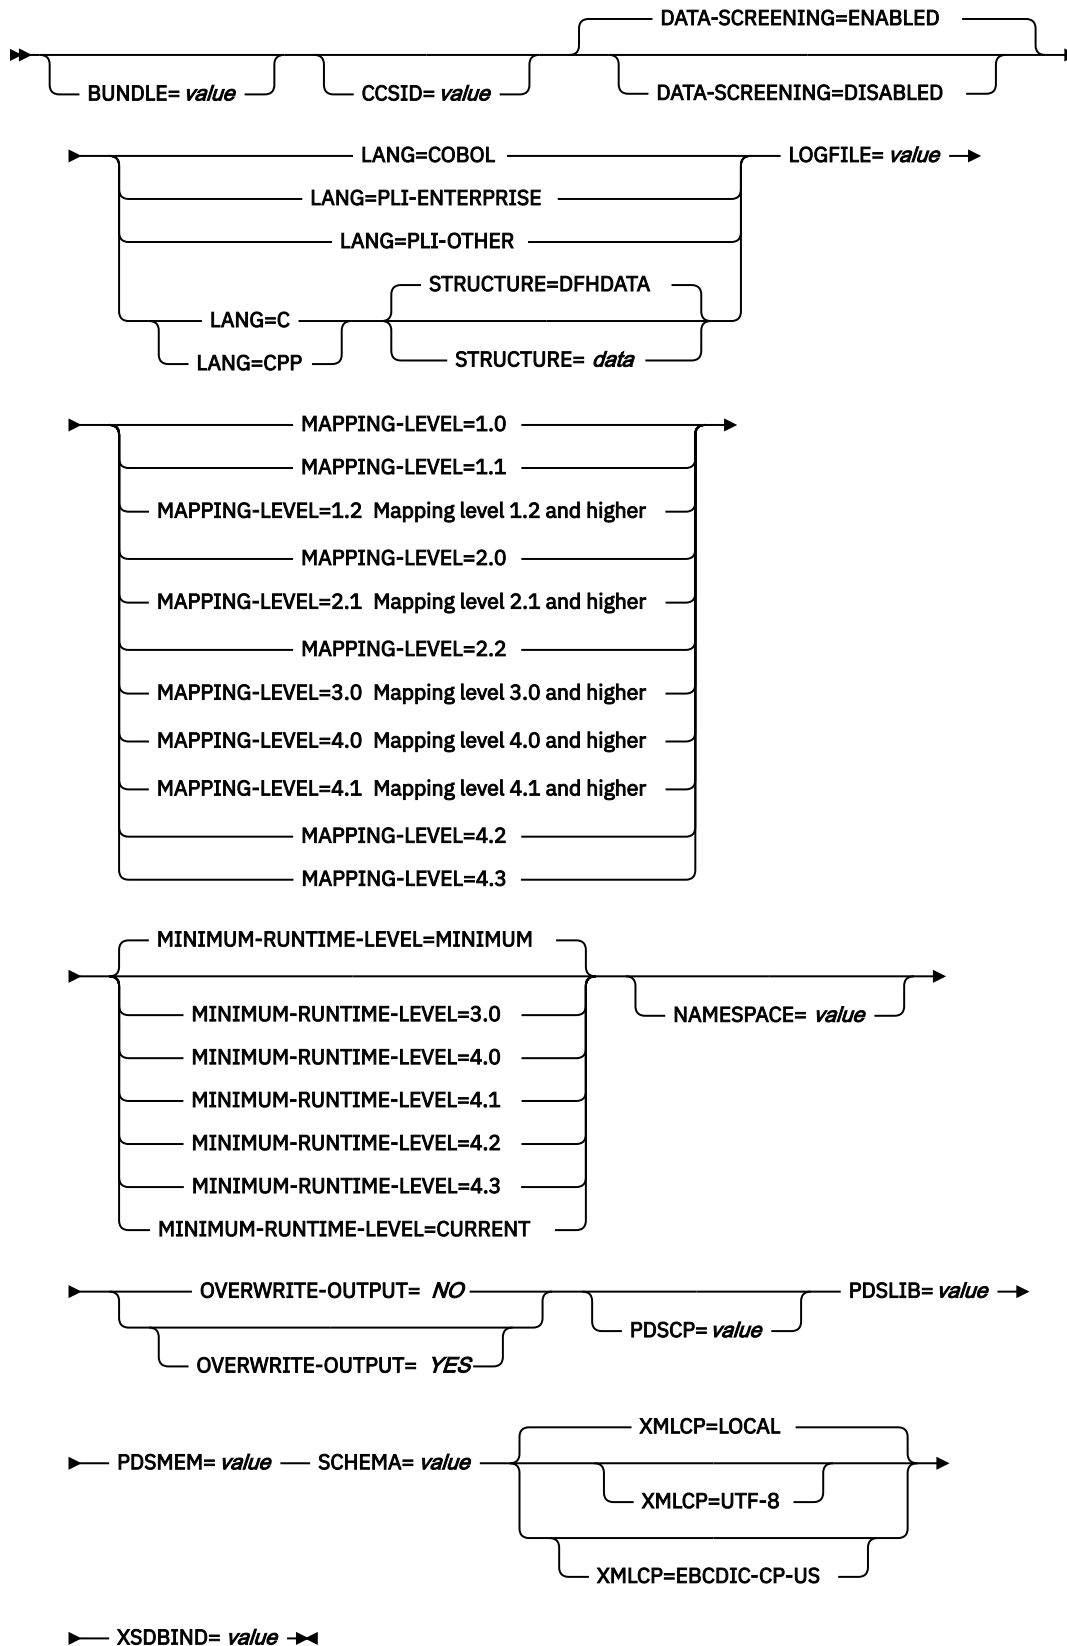 DATA-SCREENING=ENABLED
BUNDLE= value
CCSID= value
DATA-SCREENING=DISABLED
LANG=COBOL
LOGFILE= value
LANG=PLI-ENTERPRISE
LANG=PLI-OTHER
STRUCTURE=DFHDATA
LANG=C
LANG=CPP
STRUCTURE= data
MAPPING-LEVEL=1.0
MAPPING-LEVEL=1.1
MAPPING-LEVEL=1.2 Mapping level 1.2 and higher
MAPPING-LEVEL=2.0
MAPPING-LEVEL=2.1 Mapping level 2.1 and higher
MAPPING-LEVEL=2.2
MAPPING-LEVEL=3.0 Mapping level 3.0 and higher
MAPPING-LEVEL=4.0 Mapping level 4.0 and higher
MAPPING-LEVEL=4.1 Mapping level 4.1 and higher
MAPPING-LEVEL=4.2
MAPPING-LEVEL=4.3
MINIMUM-RUNTIME-LEVEL=MINIMUM
MINIMUM-RUNTIME-LEVEL=3.0
NAMESPACE= value
MINIMUM-RUNTIME-LEVEL=4.0
MINIMUM-RUNTIME-LEVEL=4.1
MINIMUM-RUNTIME-LEVEL=4.2
MINIMUM-RUNTIME-LEVEL=4.3
MINIMUM-RUNTIME-LEVEL=CURRENT
OVERWRITE-OUTPUT= NO
PDSLIB= value
PDSCP= value
OVERWRITE-OUTPUT= YES
XMLCP=LOCAL
PDSMEM= value
SCHEMA= value
XMLCP=UTF-8
XMLCP=EBCDIC-CP-US
XSDBIND= value